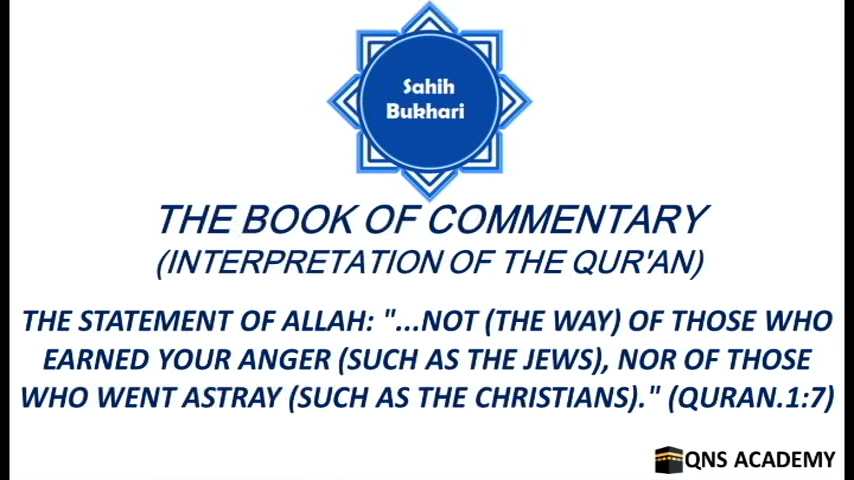 Sahih
Bukhari
THE BOOK OF COMMENTARY
(INTERPRETATION OF THE QUR'AN)
THE STATEMENT OF ALLAH: "...NOT (THE WAY) OF THOSE WHO
EARNED YOUR ANGER (SUCH AS THE JEWS), NOR OF THOSE
WHO WENT ASTRAY (SUCH AS THE CHRISTIANS)." (QURAN.1:7)
QNS ACADEMY